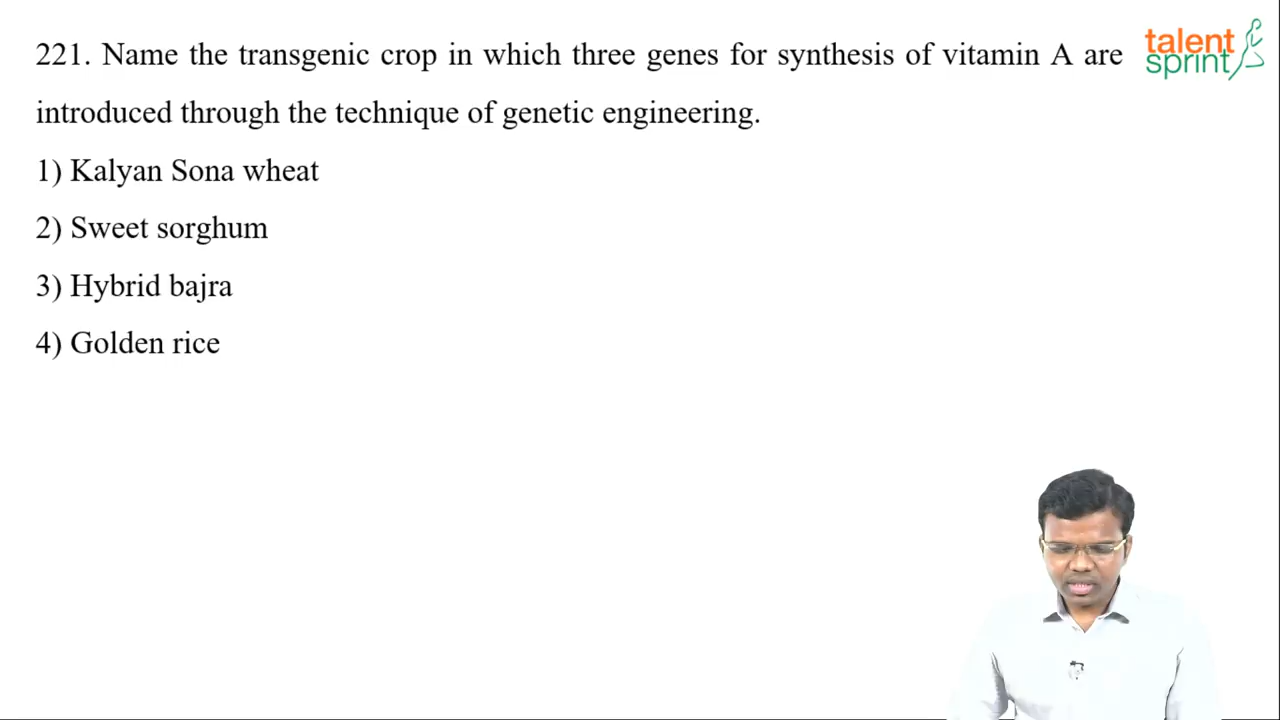 221. Name the transgenic crop in which three genes for synthesis of vitamin A are
introduced through the technique of genetic engineering.
1) Kalyan Sona wheat
2) Sweet sorghum
3) Hybrid bajra
4) Golden rice
talent
sprint